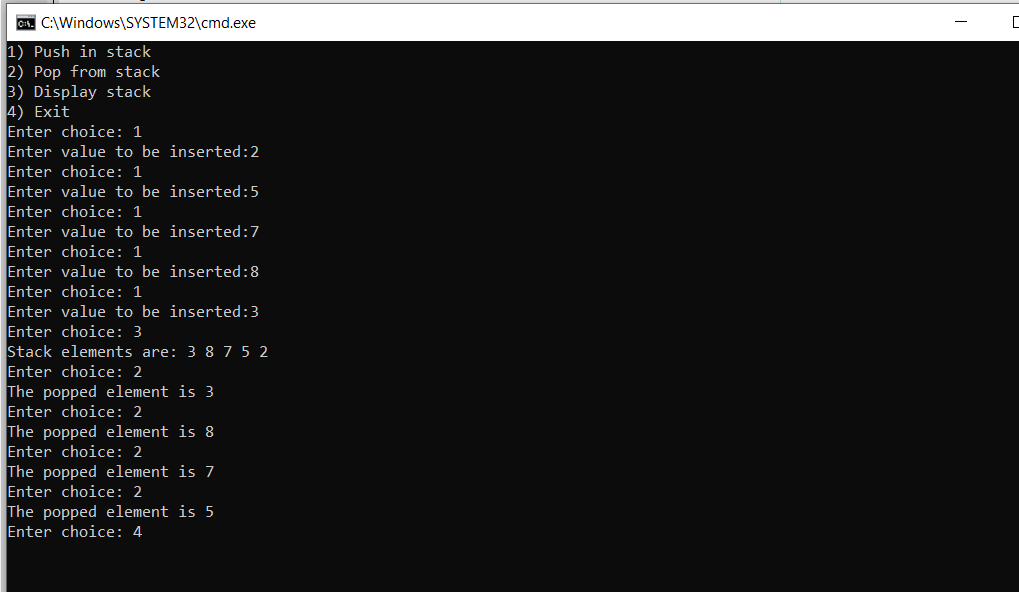 C:\Windows\SYSTEM32\cmd.exe
1) Push in stack
2) Pop from stack
3) Display stack
4) Exit
Enter choice: 1
Enter value to be inserted:2
Enter choice: 1
Enter value to be inserted:5
Enter choice: 1
Enter value to be inserted:7
Enter choice: 1
Enter value to be inserted:8
Enter choice: 1
Enter value to be inserted:3
Enter choice: 3
Stack elements are: 3 8 7 5 2
Enter choice: 2
The popped element is 3
Enter choice: 2
The popped element is 8
Enter choice: 2
The popped element is 7
Enter choice: 2
The popped element is 5
Enter choice: 4